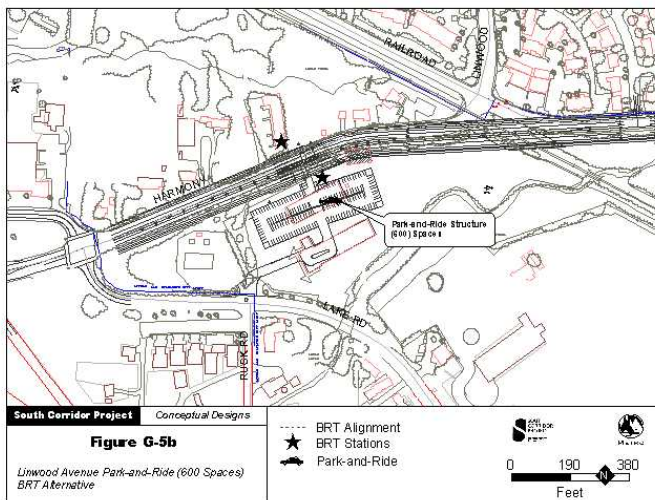 RAILROAD
LINWOOD
HARMONY
Park-and-Ride Structure
(600) Spaces
LAKE RD
RUSK RD
South Corridor Project
Conceptual Designs
Figure G-5b
Linwood Avenue Park-and-Ride (600 Spaces)
BRT Alternative
BRT Alignment
BRT Stations
Park-and-Ride
METRO
0 190 380
N
Feet